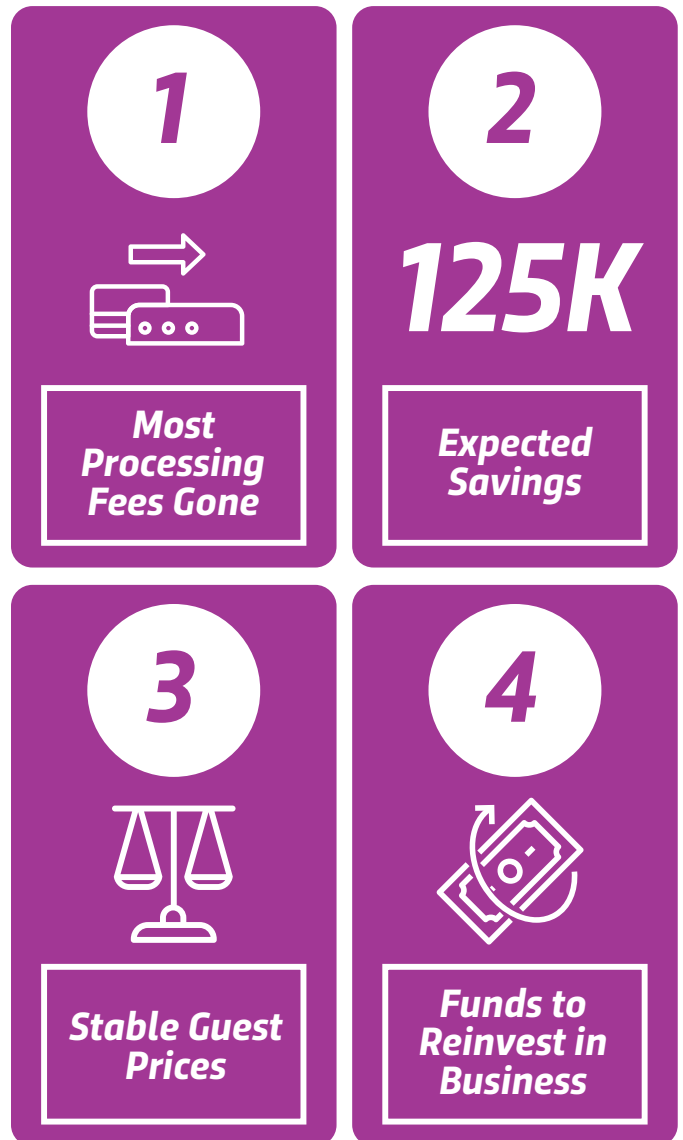 1
Most
Processing
Fees Gone
2
125K
Expected
Savings
3
Stable Guest
Prices
4
Funds to
Reinvest in
Business